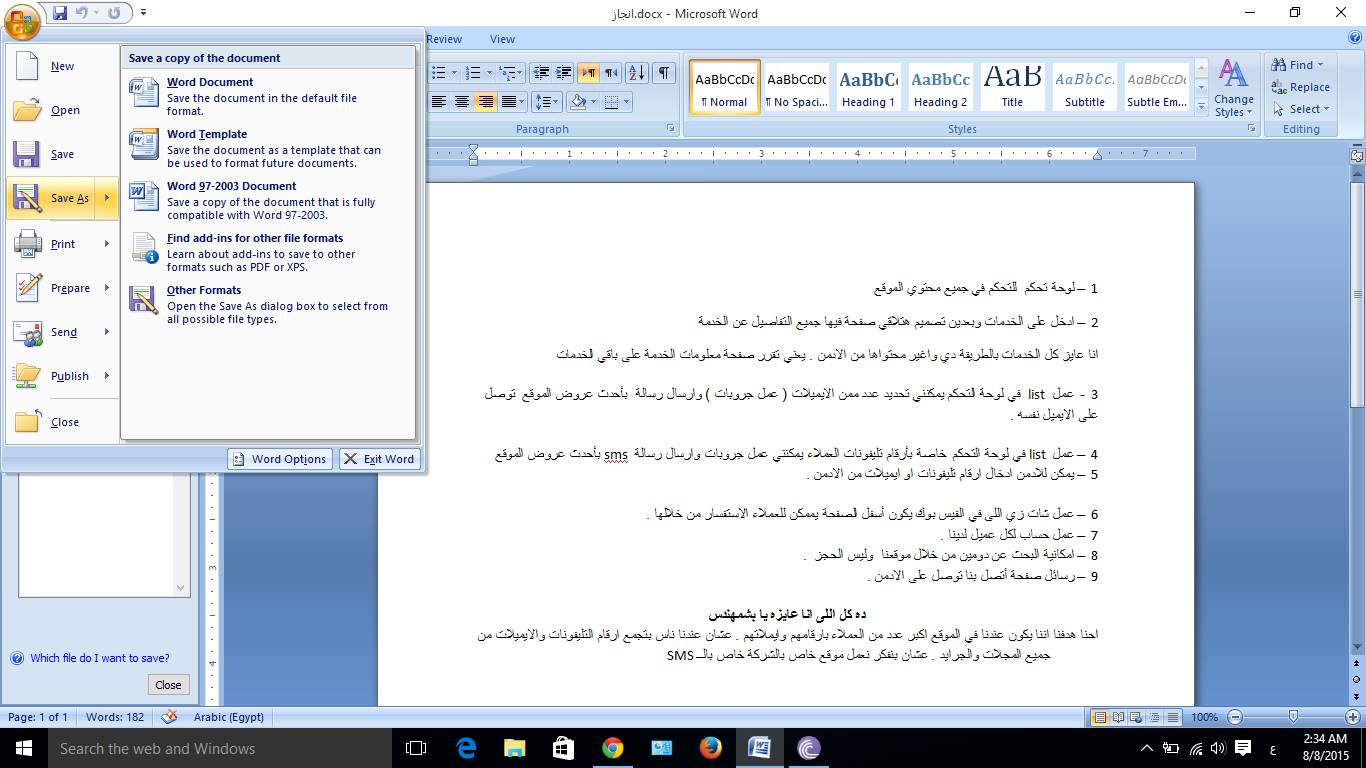 انجاز.docx - Microsoft Word
Review View
New
Open
Save
Save As
Print
Prepare
Send
Publish
Close
Save a copy of the document
Word Document
Save the document in the default file
format.
Word Template
Save the document as a template that can
be used to format future documents.
Word 97-2003 Document
Save a copy of the document that is fully
compatible with Word 97-2003.
Find add-ins for other file formats
Learn about add-ins to save to other
formats such as PDF or XPS.
Other Formats
Open the Save As dialog box to select from
all possible file types.
Word Options
Exit Word
Paragraph
AaBbCcDc AaBbCcDc AaBbC AaBbCc AaB AaBbCc. AaBbCcDc
¶ Normal ¶ No Spaci... Heading 1 Heading 2 Title Subtitle Subtle Em...
Change
Styles
Styles
Find
Replace
Select
Editing
1 2 3 4 5 6 7
1 – لوحة تحكم للتحكم في جميع محتوي الموقع
2 – ادخل على الخدمات وبعدين تصميم هتلاقي صفحة فيها جميع التفاصيل عن الخدمة
انا عايز كل الخدمات بالطريقة دي واغير محتواها من الادمن . يعني تقرر صفحة معلومات الخدمة على باقي الخدمات
3 - عمل list في لوحة التحكم يمكنني تحديد عدد ممن الايميلات ( عمل جروبات ) وارسال رسالة بأحدث عروض الموقع توصل
على الايميل نفسه .
4 – عمل list في لوحة التحكم خاصة بأرقام تليفونات العملاء يمكنني عمل جروبات وارسال رسالة sms بأحدث عروض الموقع
5 – يمكن للادمن ادخال ارقام تليفونات او ايميلات من الادمن .
6 – عمل شات زي اللى في الفيس بوك يكون أسفل الصفحة يممكن للعملاء الاستفسار من خلالها .
7 – عمل حساب لكل عميل لدينا .
8 – امكانية البحث عن دومين من خلال موقعنا وليس الحجز .
9 – رسائل صفحة أتصل بنا توصل على الادمن .
ده كل اللى انا عايزه يا بشمهندس
احنا هدفنا اننا يكون عندنا في الموقع اكبر عدد من العملاء بارقامهم وايملاتهم . عشان عندنا ناس بتجمع ارقام التليفونات والايميلات من
جميع المجلات والجرايد . عشان بنفكر نعمل موقع خاص بالشركة خاص بالــ SMS
3
4
Which file do I want to save?
Close
Page: 1 of 1 Words: 182 Arabic (Egypt) 100%
Search the web and Windows
ع
2:34 AM
8/8/2015